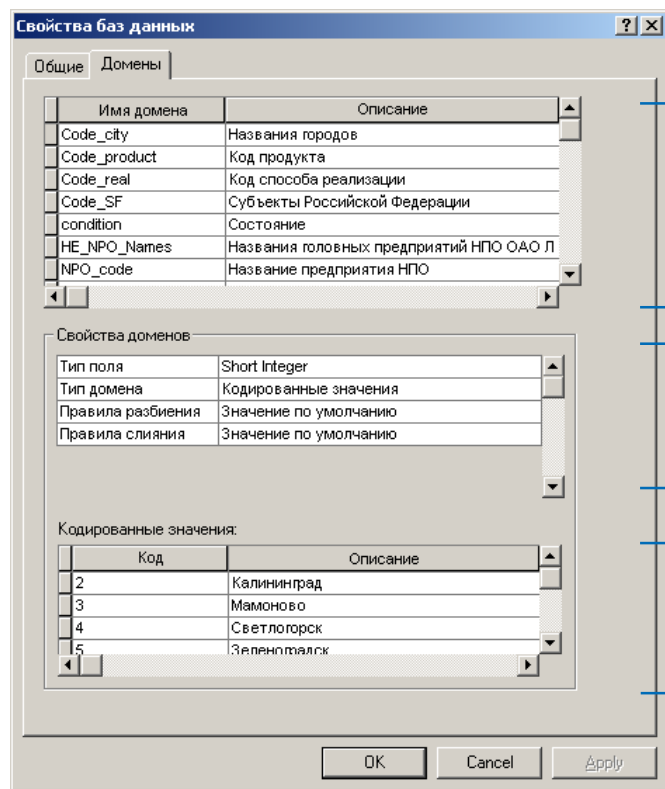 Свойства баз данных
Общие Домены
Имя домена Описание
Code_city Названия городов
Code_product Код продукта
Code_real Код способа реализации
Code_SF Субъекты Российской Федерации
condition Состояние
HE_NPO_Names Названия головных предприятий НПО ОАО Л
NPO_code Название предприятия НПО
Свойства доменов
Тип поля Short Integer
Тип домена Кодированные значения
Правила разбиения Значение по умолчанию
Правила слияния Значение по умолчанию
Кодированные значения:
Код Описание
2 Калининград
3 Мамоново
4 Светлогорск
5 Зеленоградск
OK Cancel Apply